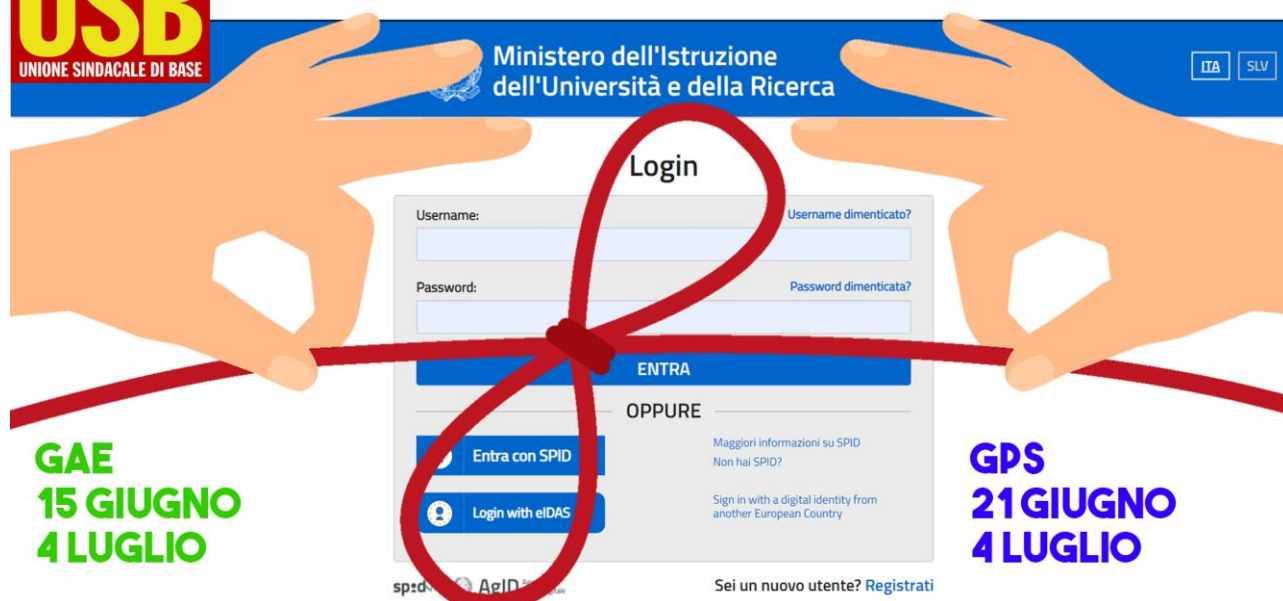 USB
UNIONE SINDACALE DI BASE
Ministero dell'Istruzione
dell'Università e della Ricerca
ITA SLV
Login
Username: Username dimenticato?
Password: Password dimenticata?
ENTRA
OPPURE
Entra con SPID
Maggiori informazioni su SPID
Non hai SPID?
Login with eIDAS
Sign in with a digital identity from
another European Country
GAE
15 GIUGNO
4 LUGLIO
GPS
21 GIUGNO
4 LUGLIO
sp:d AgID
Sei un nuovo utente? Registrati